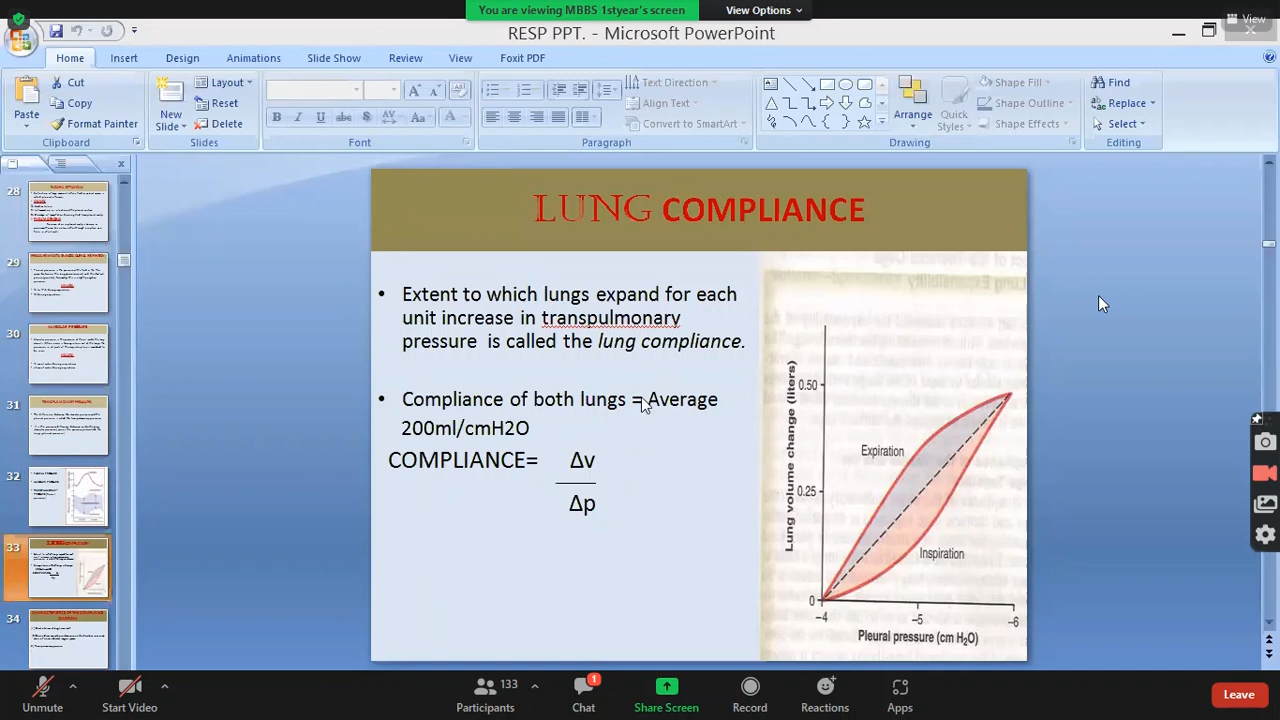 You are viewing MBBS 1styear's screen
View Options
View
RESP PPT. - Microsoft PowerPoint
Home
Insert
Design
Animations
Slide Show
Review
View
Foxit PDF
Cut
Copy
Format Painter
Paste
Clipboard
New
Slide
Layout
Reset
Delete
Slides
Font
Text Direction
Align Text
Convert to SmartArt
Paragraph
Arrange
Quick
Styles
Shape Fill
Shape Outline
Shape Effects
Drawing
Find
Replace
Select
Editing
28
29
30
31
32
33
34
LUNG COMPLIANCE
• Extent to which lungs expand for each
unit increase in transpulmonary
pressure is called the lung compliance.
• Compliance of both lungs = Average
200ml/cmH2O
COMPLIANCE= Δv
Δp
Lung volume change (liters)
0.50
0.25
0
Expiration
Inspiration
−4
−5
−6
Pleural pressure (cm H₂O)
Unmute
Start Video
133
Participants
1
Chat
Share Screen
Record
Reactions
Apps
Leave